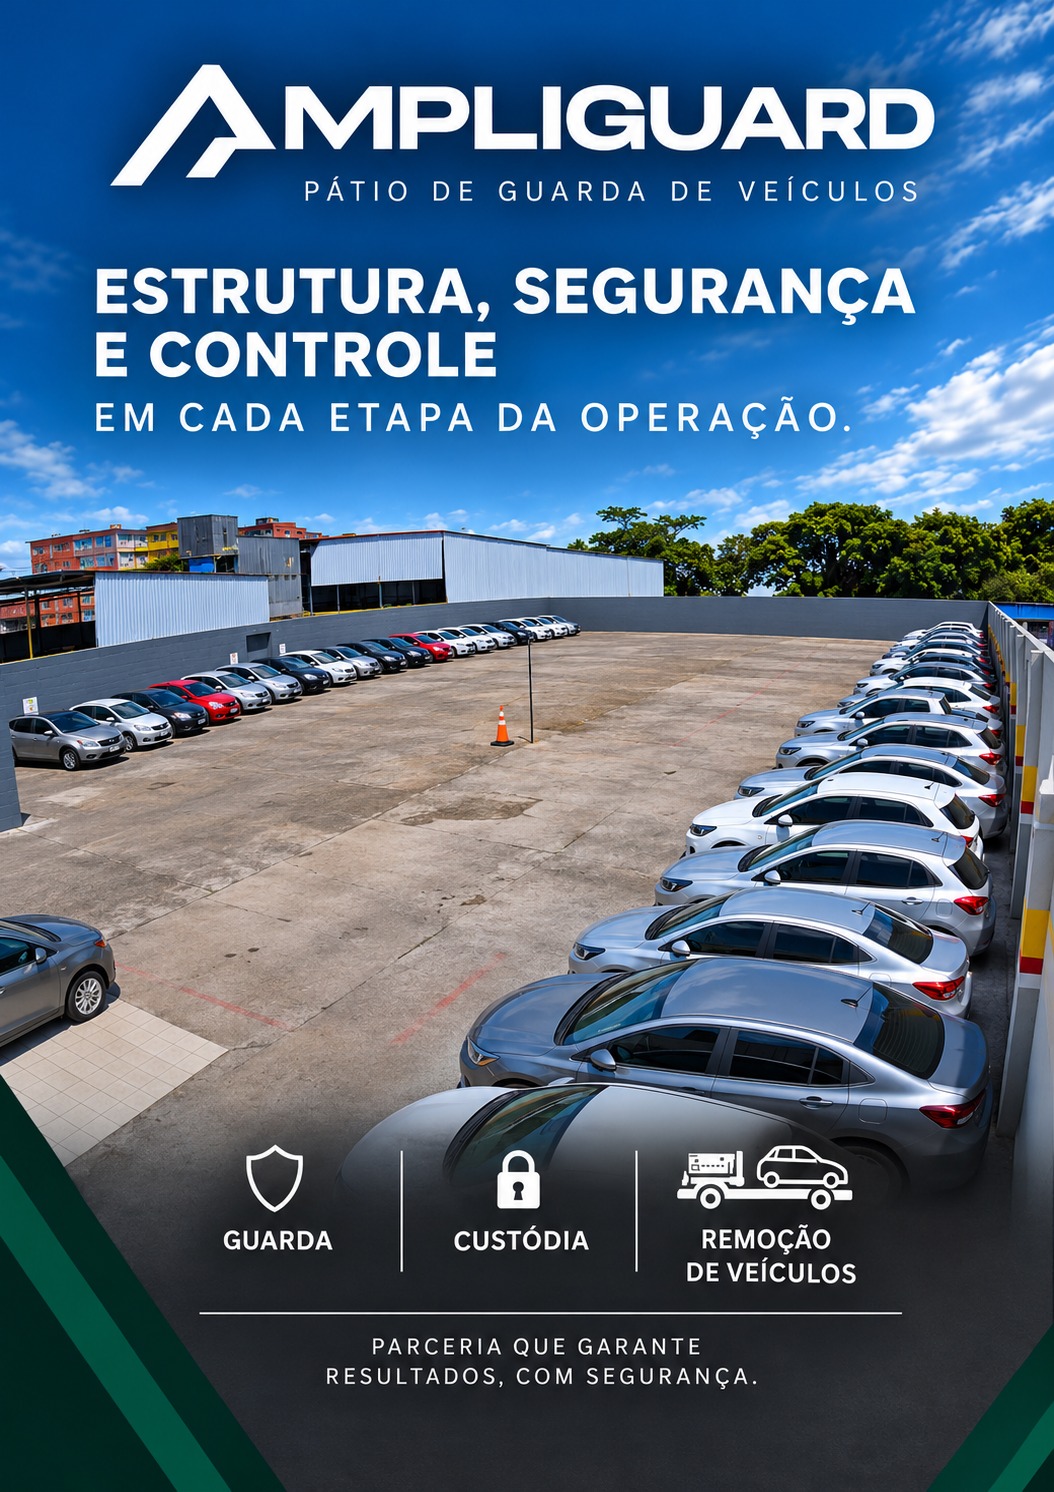 AMPLIGUARD
PÁTIO DE GUARDA DE VEÍCULOS
ESTRUTURA, SEGURANÇA
E CONTROLE
EM CADA ETAPA DA OPERAÇÃO.
GUARDA
CUSTÓDIA
REMOÇÃO
DE VEÍCULOS
PARCERIA QUE GARANTE
RESULTADOS, COM SEGURANÇA.